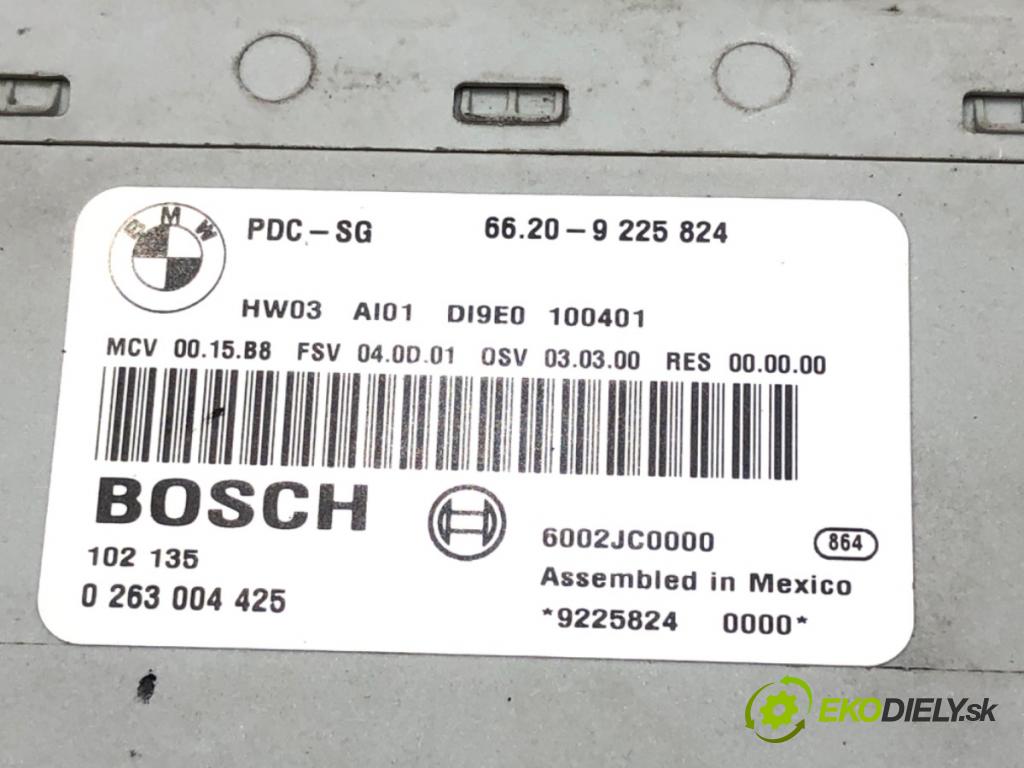 BMW
PDC-SG 66.20-9 225 824
HW03 AI01 DI9E0 100401
MCV 00.15.B8 FSV 04.0D.01 OSV 03.03.00 RES 00.00.00
BOSCH
102 135
0 263 004 425
6002JC0000 864
Assembled in Mexico
*9225824 0000*
EKODIELY.sk